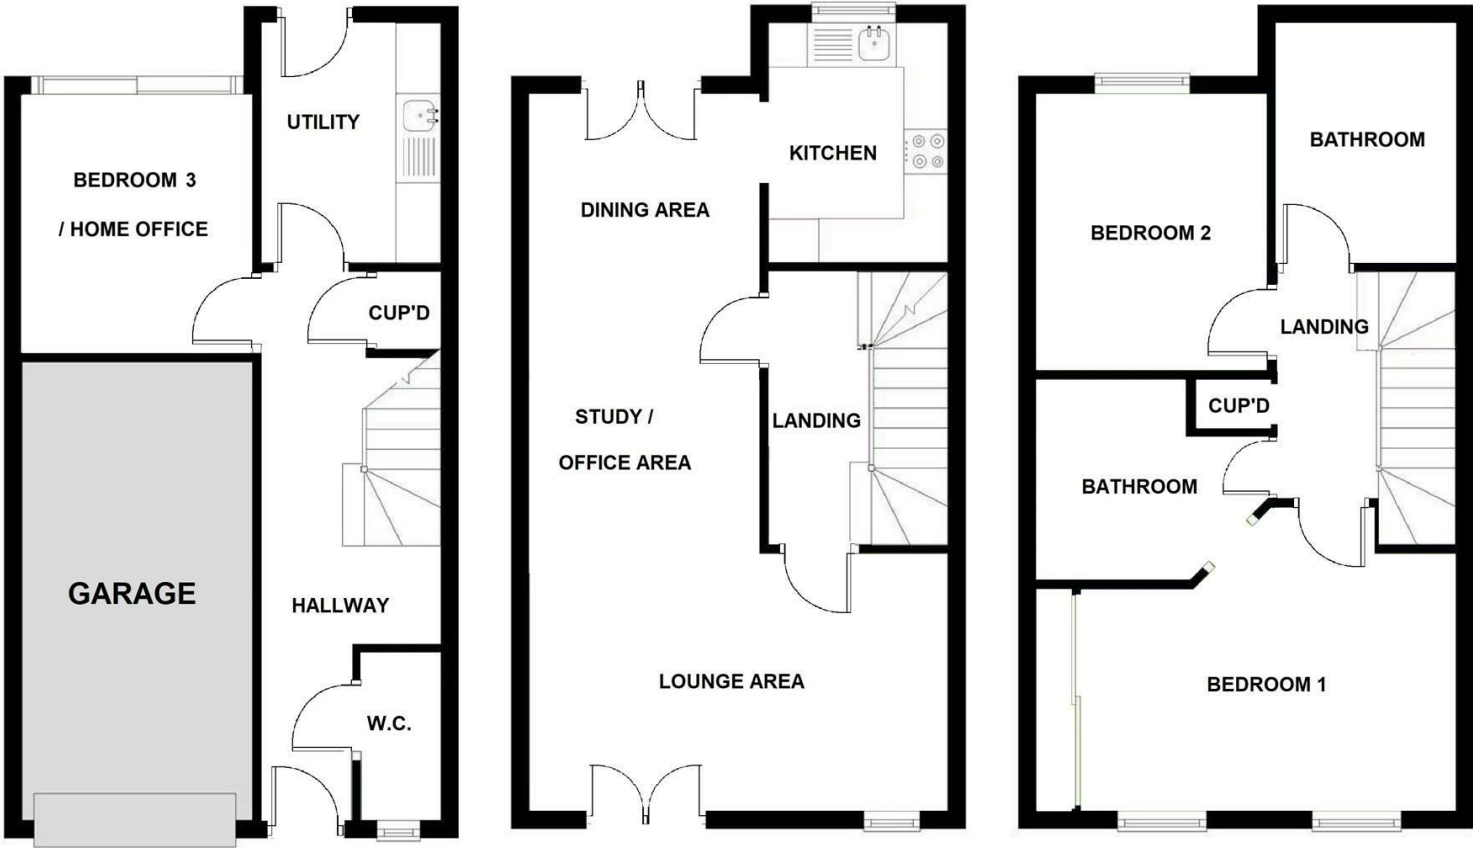 UTILITY
BEDROOM 3
/ HOME OFFICE
CUP'D
GARAGE
HALLWAY
W.C.
KITCHEN
DINING AREA
STUDY /
OFFICE AREA
LANDING
LOUNGE AREA
BATHROOM
BEDROOM 2
LANDING
CUP'D
BATHROOM
BEDROOM 1